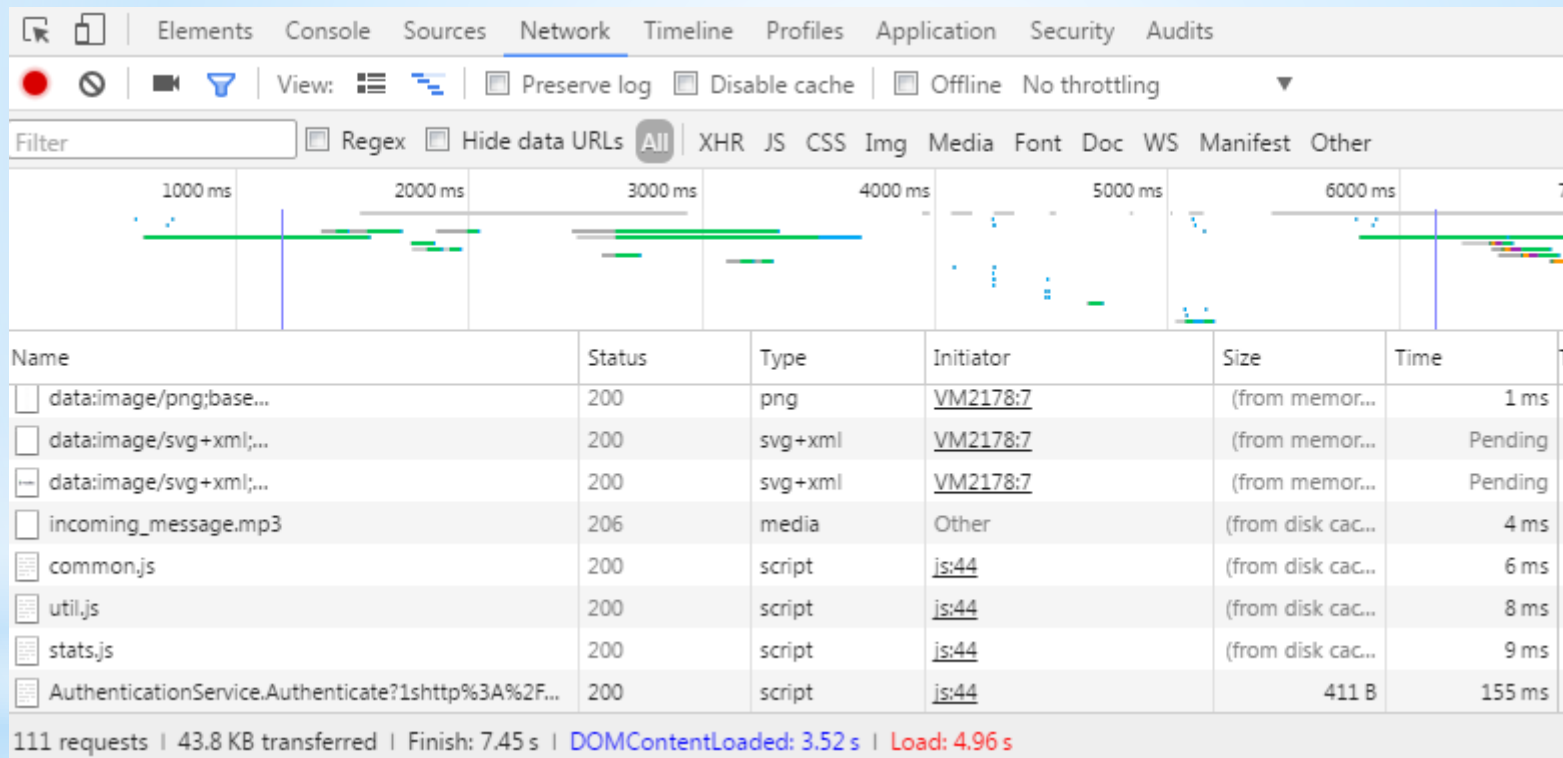 Elements Console Sources Network Timeline Profiles Application Security Audits
View: Preserve log Disable cache Offline No throttling
Filter Regex Hide data URLs All XHR JS CSS Img Media Font Doc WS Manifest Other
1000 ms 2000 ms 3000 ms 4000 ms 5000 ms 6000 ms 7
Name Status Type Initiator Size Time
data:image/png;base... 200 png VM2178:7 (from memor... 1 ms
data:image/svg+xml;... 200 svg+xml VM2178:7 (from memor... Pending
data:image/svg+xml;... 200 svg+xml VM2178:7 (from memor... Pending
incoming_message.mp3 206 media Other (from disk cac... 4 ms
common.js 200 script js:44 (from disk cac... 6 ms
util.js 200 script js:44 (from disk cac... 8 ms
stats.js 200 script js:44 (from disk cac... 9 ms
AuthenticationService.Authenticate?1shttp%3A%2F... 200 script js:44 411 B 155 ms
111 requests | 43.8 KB transferred | Finish: 7.45 s | DOMContentLoaded: 3.52 s | Load: 4.96 s